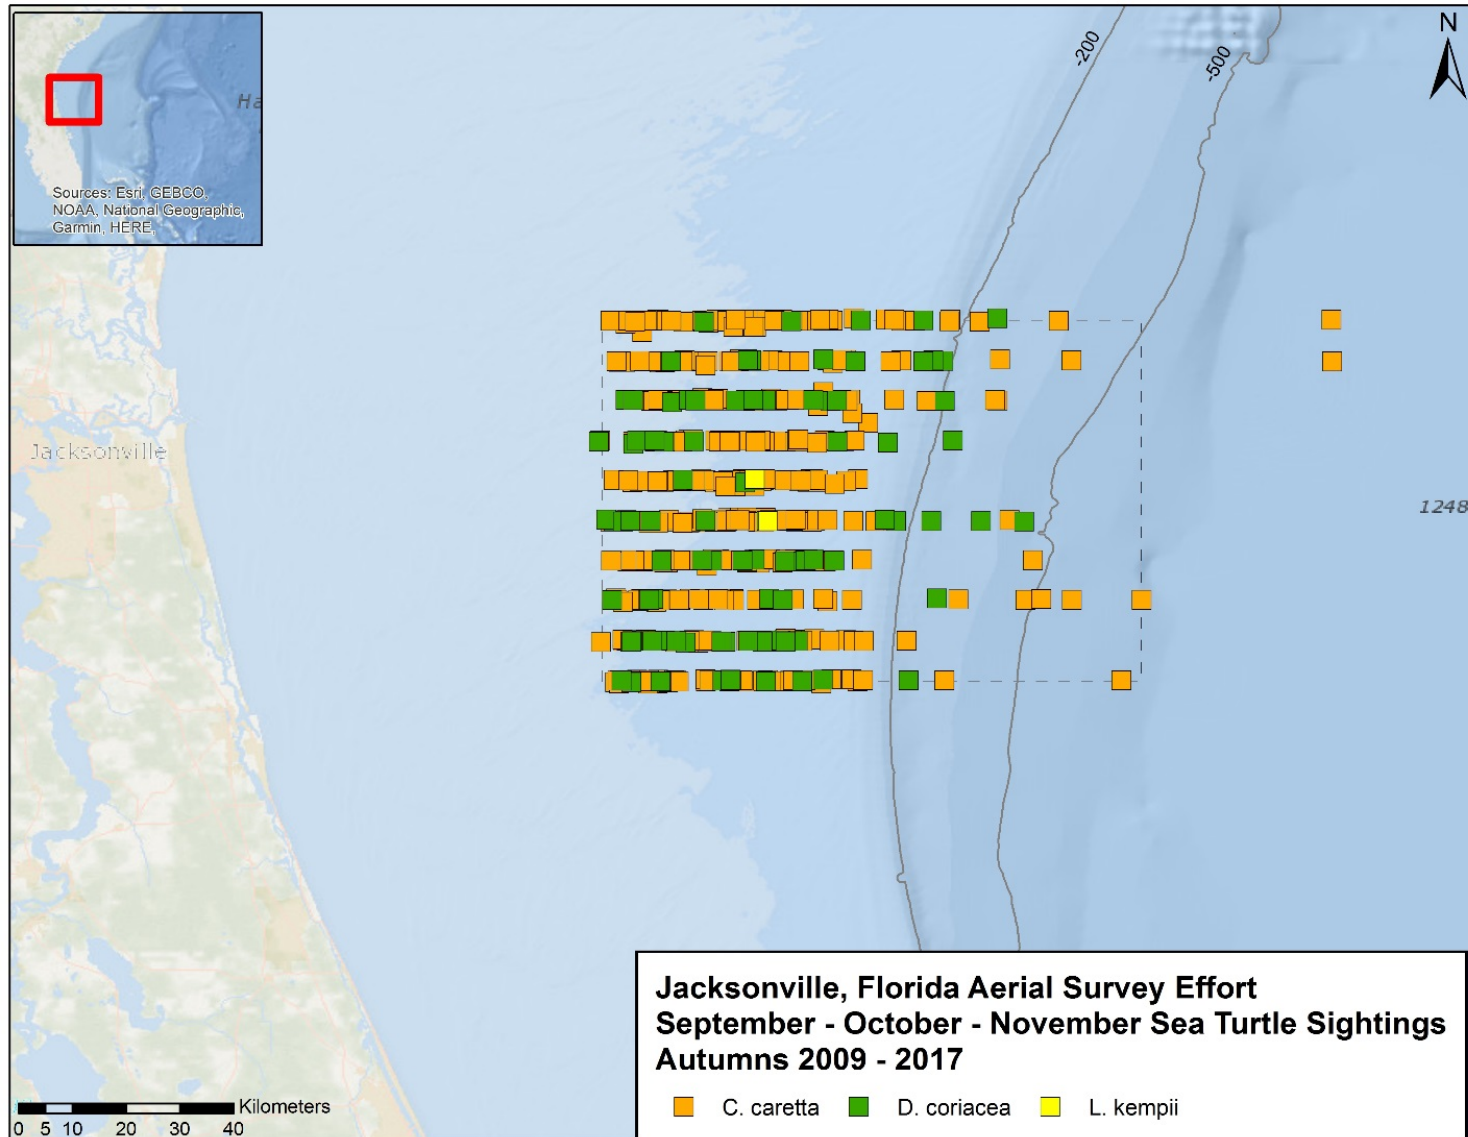 Ha
Sources: Esri, GEBCO,
NOAA, National Geographic,
Garmin, HERE,
-200
-500
N
Jacksonville
1248
Jacksonville, Florida Aerial Survey Effort
September - October - November Sea Turtle Sightings
Autumns 2009 - 2017
C. caretta D. coriacea L. kempii
Kilometers
0 5 10 20 30 40